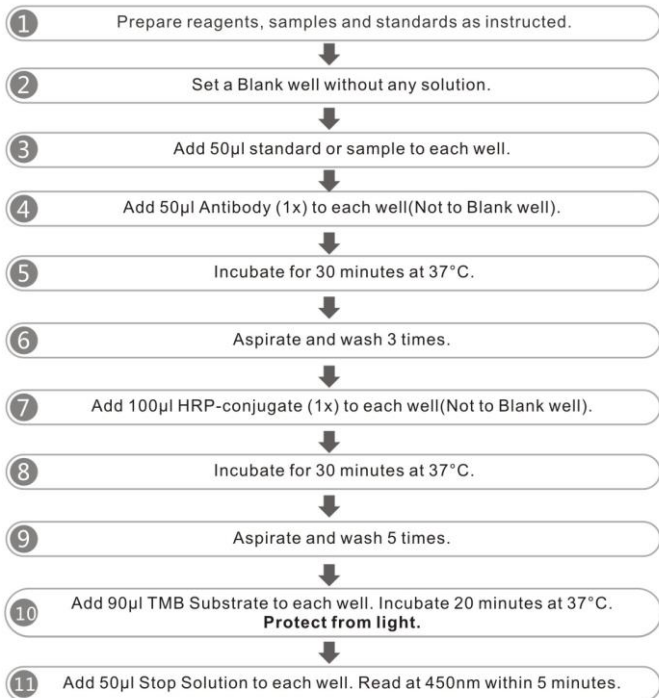 1 Prepare reagents, samples and standards as instructed.
2 Set a Blank well without any solution.
3 Add 50µl standard or sample to each well.
4 Add 50µl Antibody (1x) to each well(Not to Blank well).
5 Incubate for 30 minutes at 37°C.
6 Aspirate and wash 3 times.
7 Add 100µl HRP-conjugate (1x) to each well(Not to Blank well).
8 Incubate for 30 minutes at 37°C.
9 Aspirate and wash 5 times.
10 Add 90µl TMB Substrate to each well. Incubate 20 minutes at 37°C.
Protect from light.
11 Add 50µl Stop Solution to each well. Read at 450nm within 5 minutes.